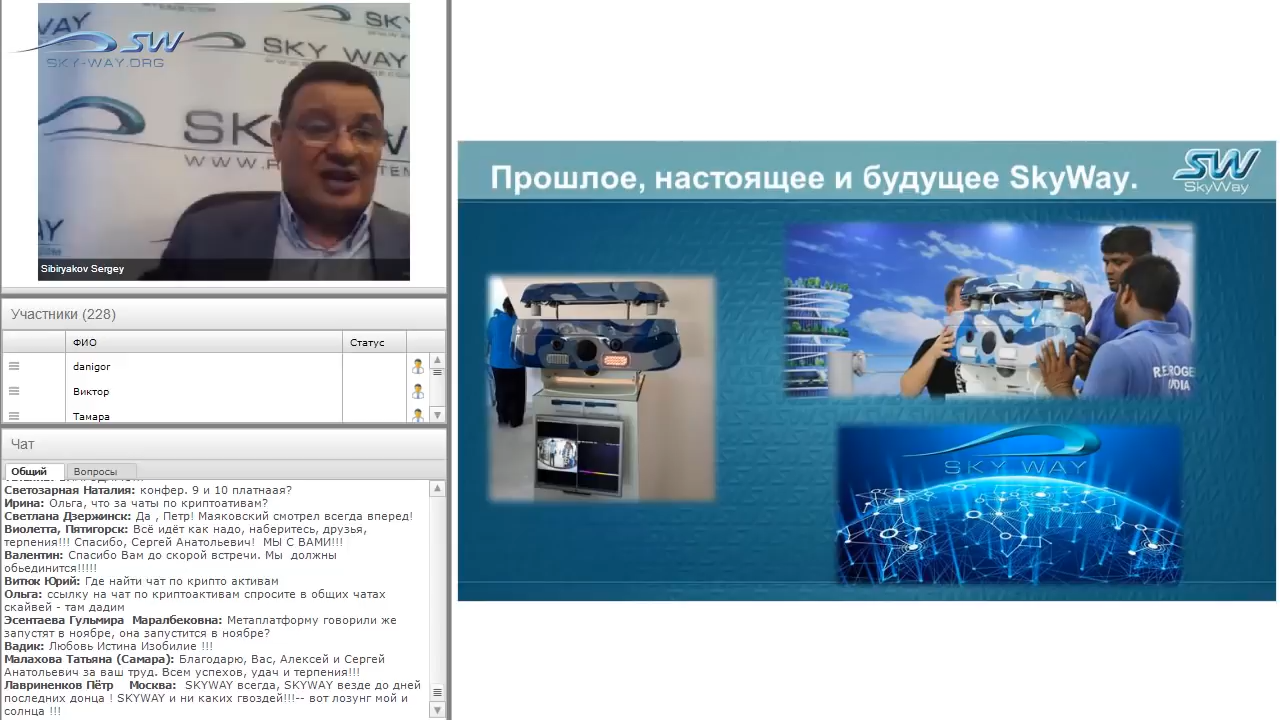 WAY
SKY
SW
SKY WAY
SKY-WAY.ORG
SK W
WWW.R
Sibiryakov Sergey
Участники (228)
ФИО
Статус
danigor
Виктор
Тамара
Чат
Общий
Вопросы
Светозарная Наталия: конфер. 9 и 10 платнаая?
Ирина: Ольга, что за чаты по криптоативам?
Светлана Дзержинск: Да , Петр! Маяковский смотрел всегда вперед!
Виолетта, Пятигорск: Всё идёт как надо, наберитесь, друзья,
терпения!!! Спасибо, Сергей Анатольевич! МЫ С ВАМИ!!!
Валентин: Спасибо Вам до скорой встречи. Мы должны
обьединится!!!!!
Витюк Юрий: Где найти чат по крипто активам
Ольга: ссылку на чат по криптоактивам спросите в общих чатах
скайвей - там дадим
Эсентаева Гульмира Маралбековна: Метаплатформу говорили же
запустят в ноябре, она запустится в ноябре?
Вадик: Любовь Истина Изобилие !!!
Малахова Татьяна (Самара): Благодарю, Вас, Алексей и Сергей
Анатольевич за ваш труд. Всем успехов, удач и терпения!!!
Лавриненков Пётр Москва: SKYWAY всегда, SKYWAY везде до дней
последних донца ! SKYWAY и ни каких гвоздей!!!-- вот лозунг мой и
солнца !!!
Прошлое, настоящее и будущее SkyWay.
SW
SkyWay
SKY WAY